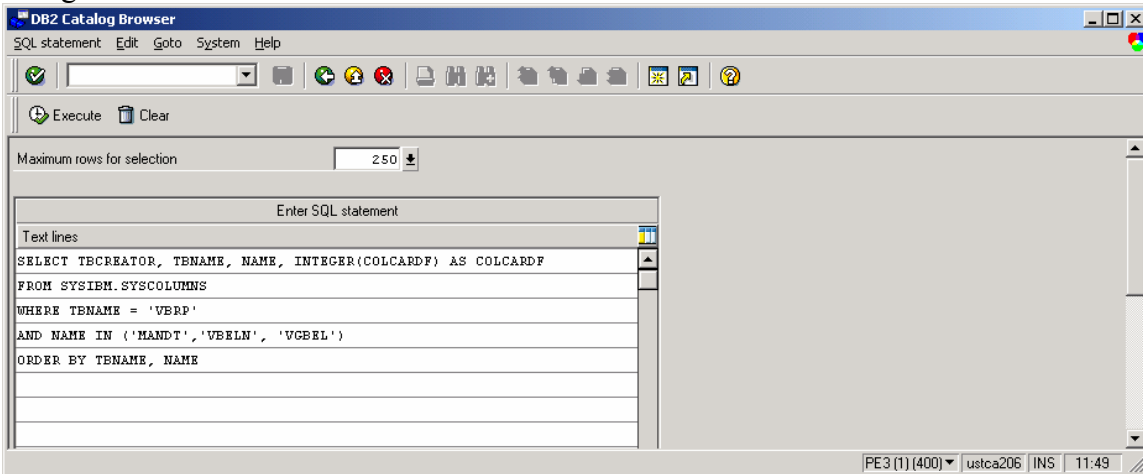 DB2 Catalog Browser
SQL statement Edit Goto System Help
Execute Clear
Maximum rows for selection 250
Enter SQL statement
Text lines
SELECT TBCREATOR, TBNAME, NAME, INTEGER(COLCARDF) AS COLCARDF
FROM SYSIBM.SYSCOLUMNS
WHERE TBNAME = 'VBRP'
AND NAME IN ('MANDT','VBELN', 'VGBEL')
ORDER BY TBNAME, NAME
PE3 (1) (400) ustca206 INS 11:49